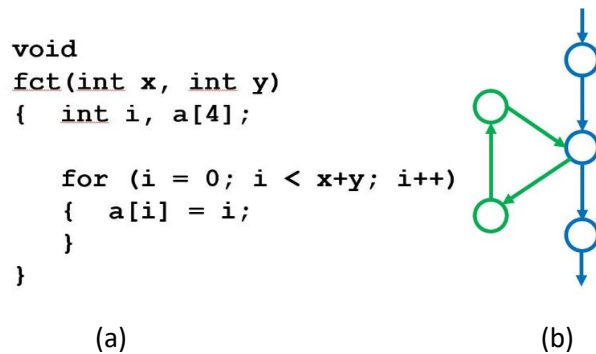 void
fct(int x, int y)
{  int i, a[4];
for (i = 0; i < x+y; i++)
{  a[i] = i;
}
}
(a)
(b)